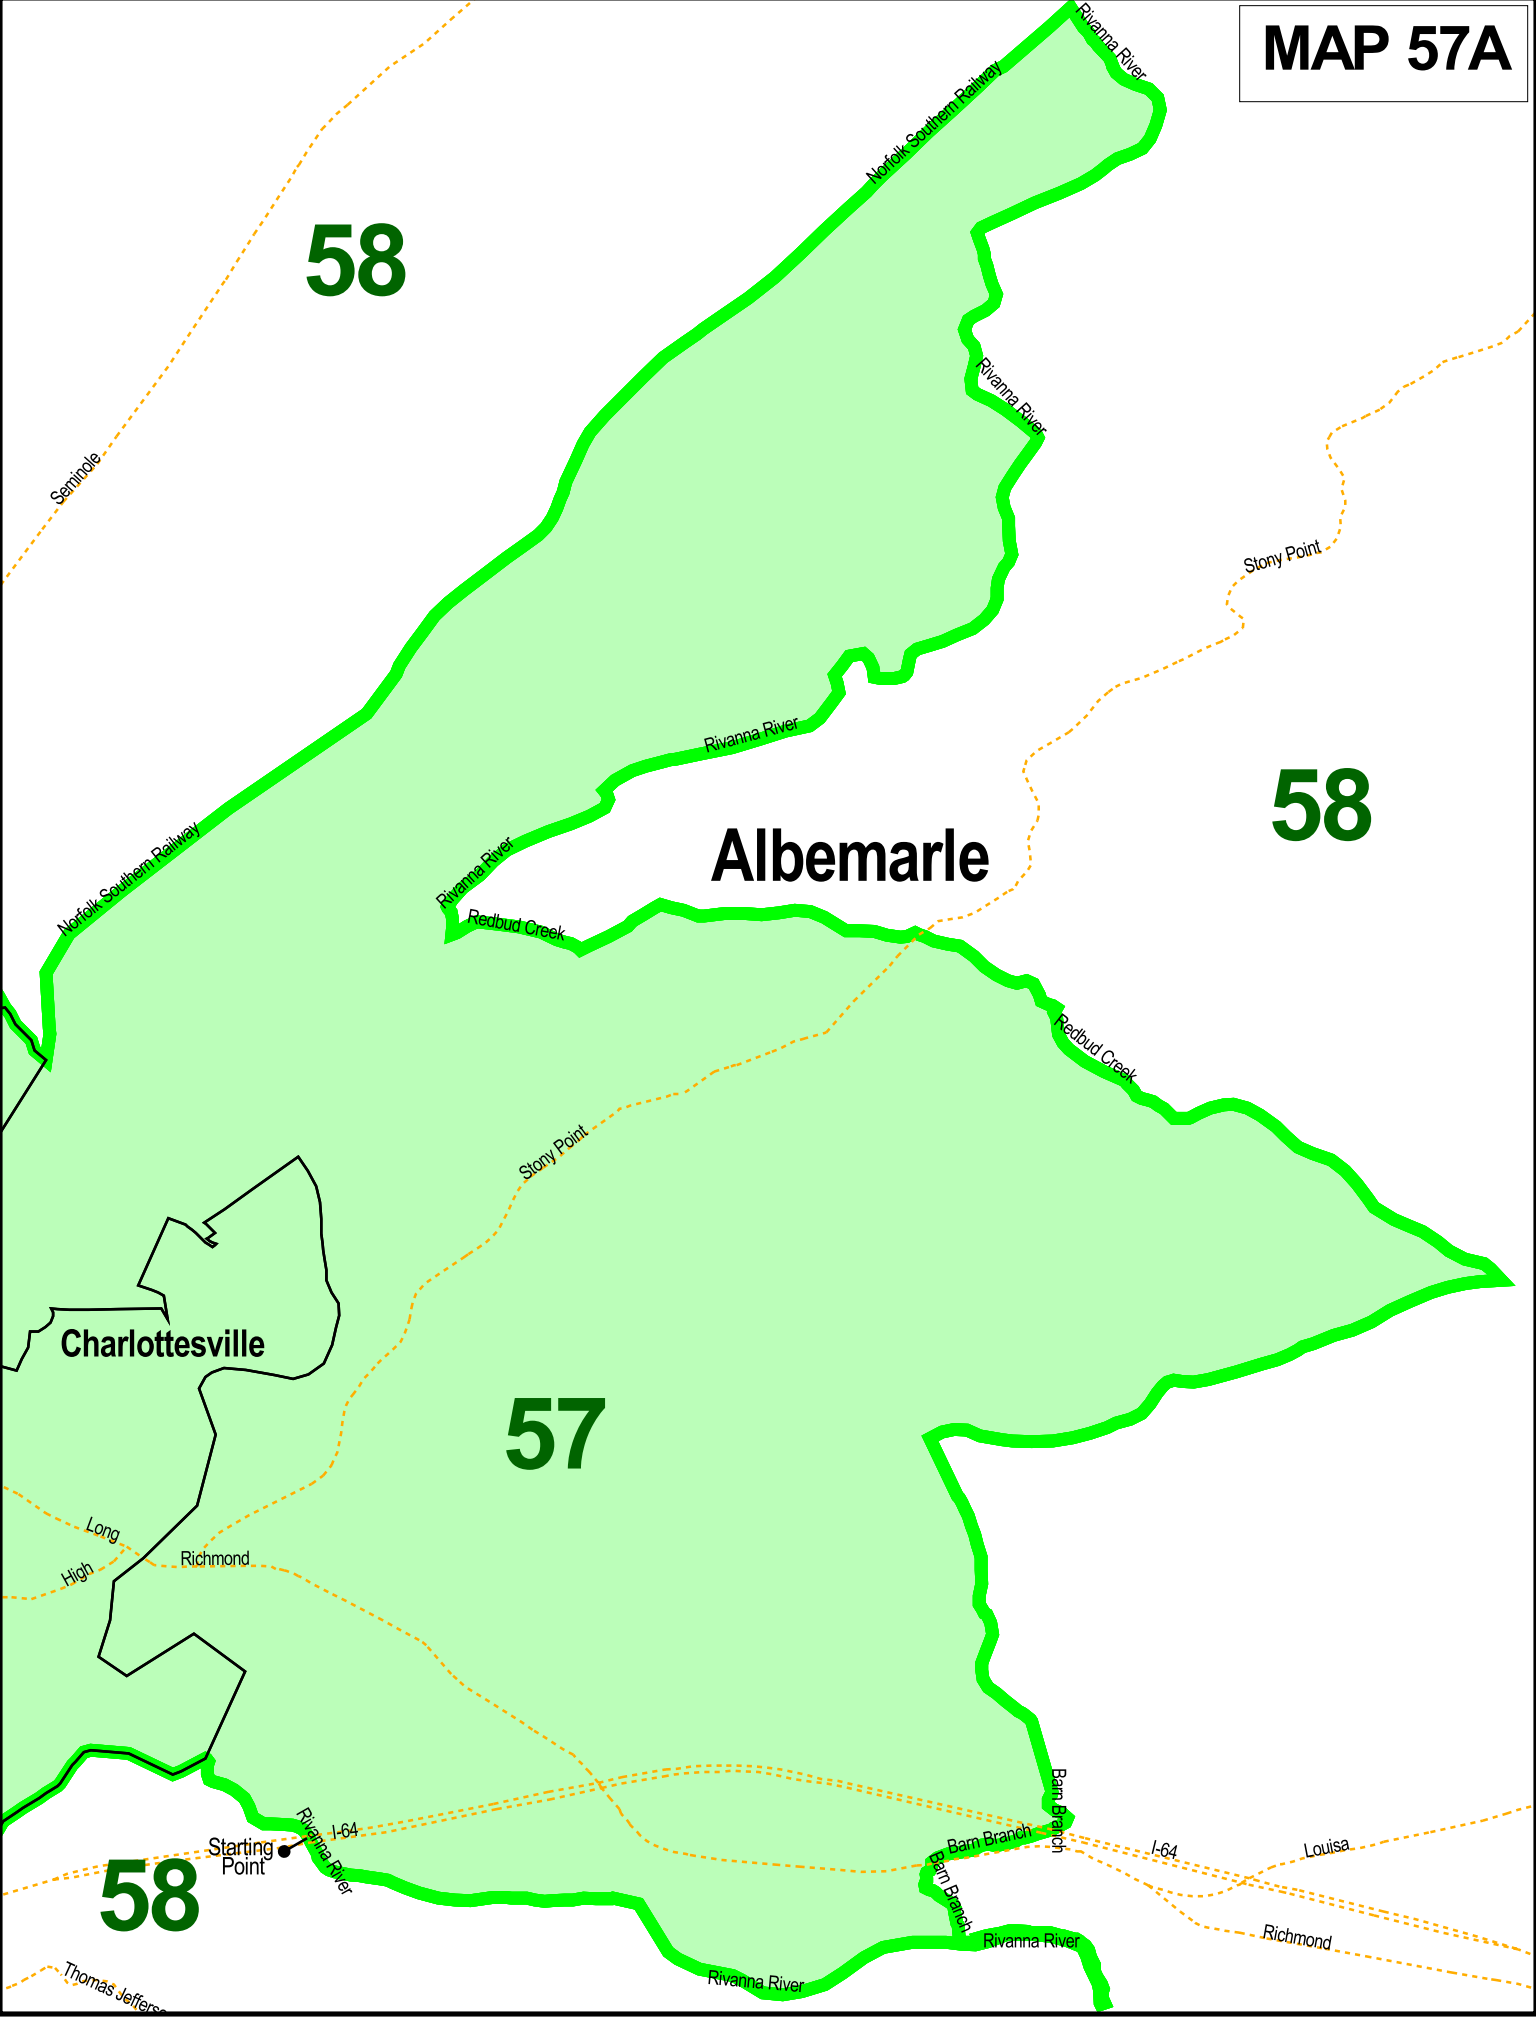 Rivanna River
MAP 57A
Norfolk Southern Railway
58
Rivanna River
Seminole
Stony Point
Rivanna River
58
Albemarle
Norfolk Southern Railway
Rivanna River
Redbud Creek
Redbud Creek
Stony Point
Charlottesville
57
Long
High
Richmond
Barn Branch
Rivanna River
I-64
Starting
Point
Barn Branch
I-64
Louisa
58
Barn Branch
Rivanna River
Richmond
Thomas Jefferso
Rivanna River